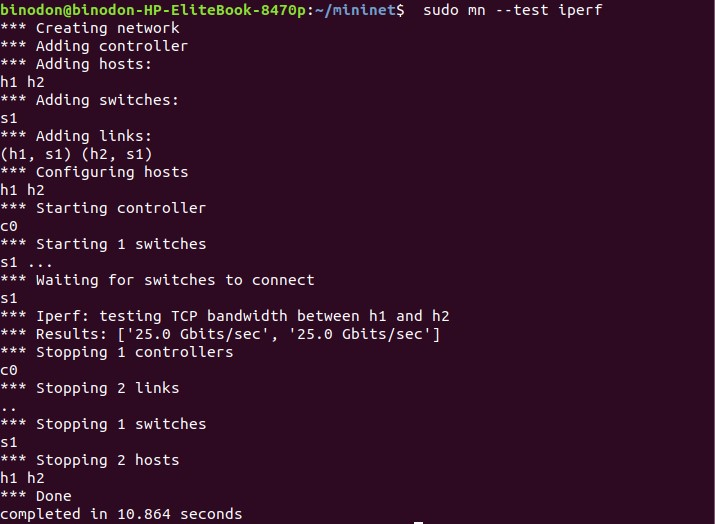 binodon@binodon-HP-EliteBook-8470p:~/mininet$  sudo mn --test iperf
*** Creating network
*** Adding controller
*** Adding hosts:
h1 h2
*** Adding switches:
s1
*** Adding links:
(h1, s1) (h2, s1)
*** Configuring hosts
h1 h2
*** Starting controller
c0
*** Starting 1 switches
s1 ...
*** Waiting for switches to connect
s1
*** Iperf: testing TCP bandwidth between h1 and h2
*** Results: ['25.0 Gbits/sec', '25.0 Gbits/sec']
*** Stopping 1 controllers
c0
*** Stopping 2 links
..
*** Stopping 1 switches
s1
*** Stopping 2 hosts
h1 h2
*** Done
completed in 10.864 seconds